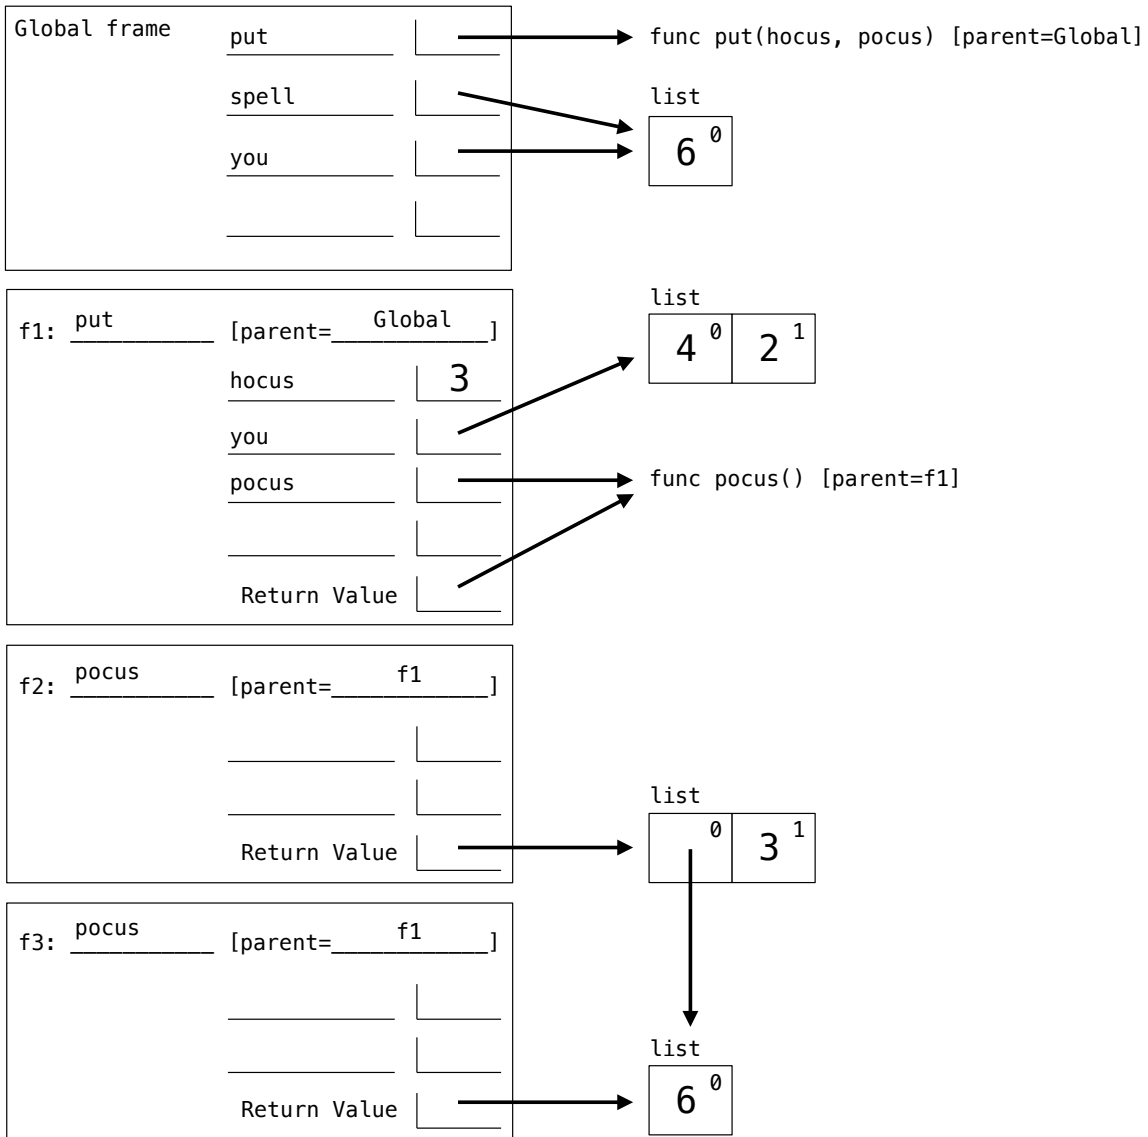 Global frame
put
func put(hocus, pocus) [parent=Global]
spell
list
6 0
you
f1: put [parent=Global]
list
4 0 2 1
hocus 3
you
pocus
func pocus() [parent=f1]
Return Value
f2: pocus [parent=f1]
list
0 3 1
Return Value
f3: pocus [parent=f1]
list
6 0
Return Value